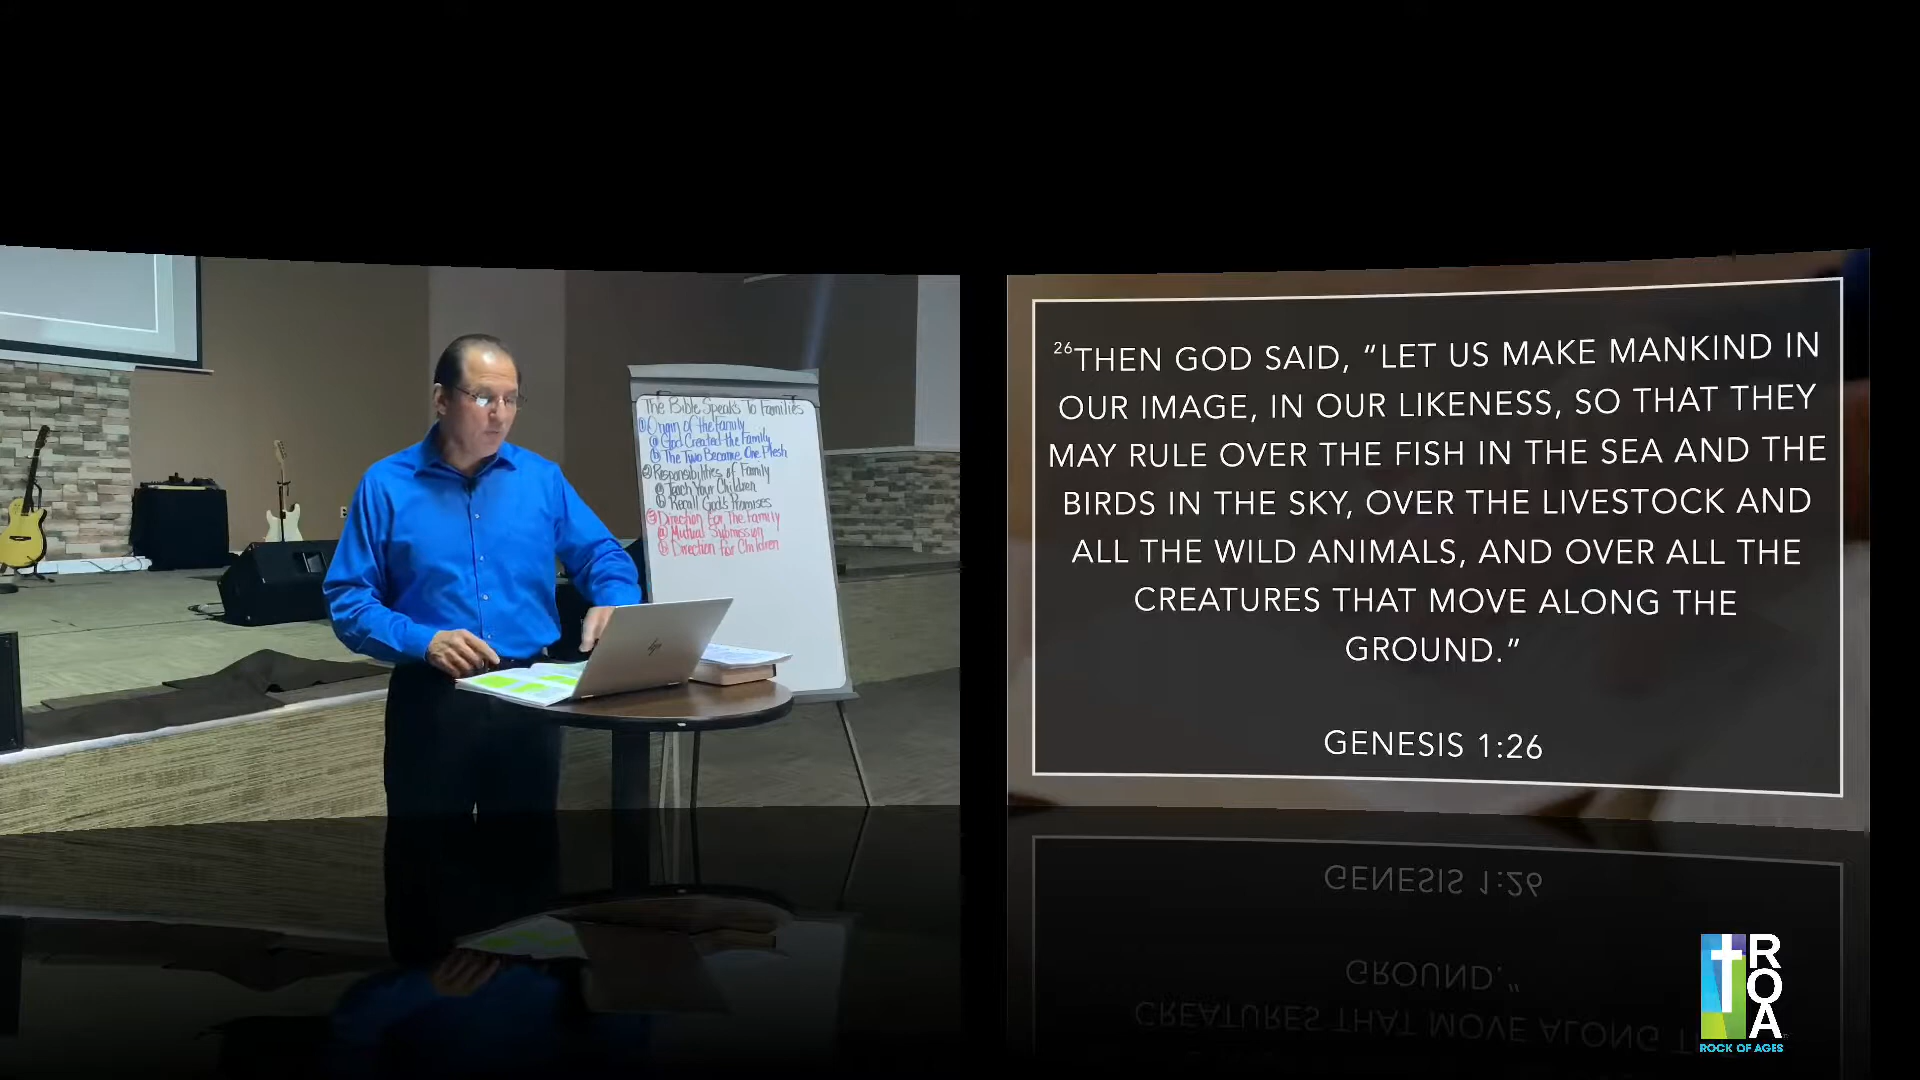 The Bible Speaks To Families
① Origin of the Family
ⓐ God Created the Family
ⓑ The Two Became One Flesh
② Responsibilities of Family
ⓐ Teach Your Children
ⓑ Recall God's Promises
③ Direction for The Family
ⓐ Mutual Submission
ⓑ Direction for Children
hp
26THEN GOD SAID, “LET US MAKE MANKIND IN
OUR IMAGE, IN OUR LIKENESS, SO THAT THEY
MAY RULE OVER THE FISH IN THE SEA AND THE
BIRDS IN THE SKY, OVER THE LIVESTOCK AND
ALL THE WILD ANIMALS, AND OVER ALL THE
CREATURES THAT MOVE ALONG THE
GROUND.”
GENESIS 1:26
ROA
ROCK OF AGES